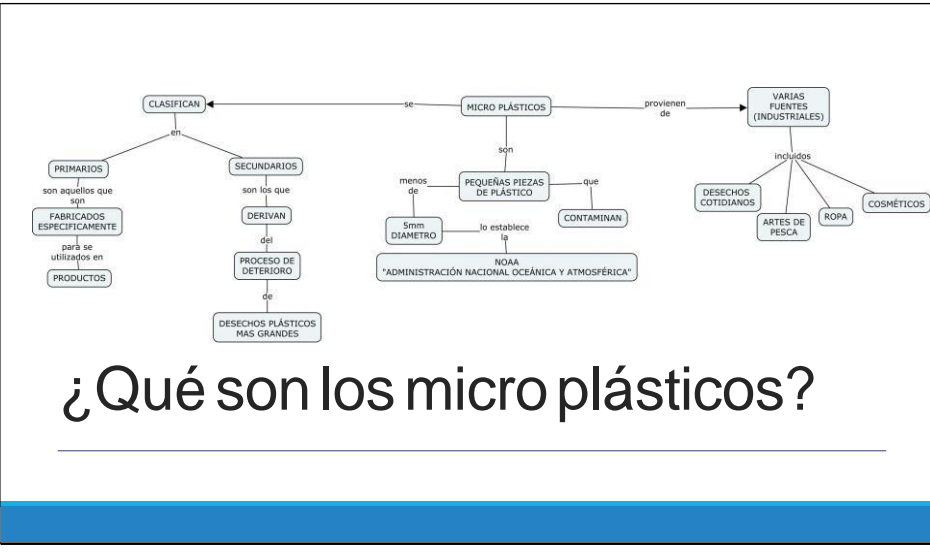 CLASIFICAN
se
MICRO PLÁSTICOS
provienen
de
VARIAS
FUENTES
(INDUSTRIALES)
en
PRIMARIOS
SECUNDARIOS
son aquellos que
son
FABRICADOS
ESPECIFICAMENTE
para se
utilizados en
PRODUCTOS
son los que
DERIVAN
del
PROCESO DE
DETERIORO
de
DESECHOS PLÁSTICOS
MAS GRANDES
son
PEQUEÑAS PIEZAS
DE PLÁSTICO
menos
de
5mm
DIAMETRO
lo establece
la
NOAA
"ADMINISTRACIÓN NACIONAL OCEÁNICA Y ATMOSFÉRICA"
que
CONTAMINAN
incluidos
DESECHOS
COTIDIANOS
ARTES DE
PESCA
ROPA
COSMÉTICOS
¿Qué son los micro plásticos?